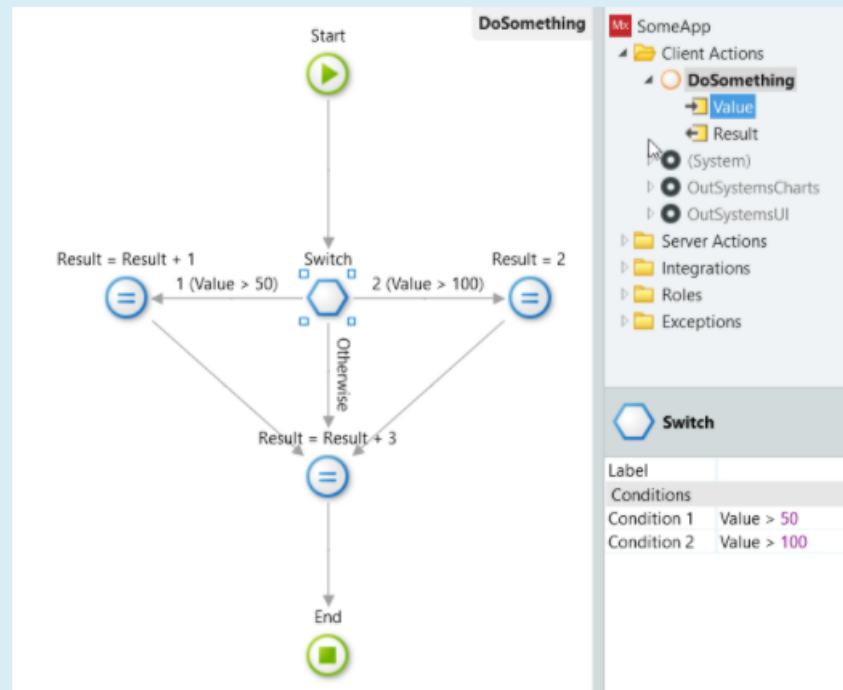 DoSomething
Start
Result = Result + 1
Switch
Result = 2
1 (Value > 50)
2 (Value > 100)
Otherwise
Result = Result + 3
End
Mx SomeApp
Client Actions
DoSomething
Value
Result
(System)
OutSystemsCharts
OutSystemsUI
Server Actions
Integrations
Roles
Exceptions
Switch
Label
Conditions
Condition 1 Value > 50
Condition 2 Value > 100